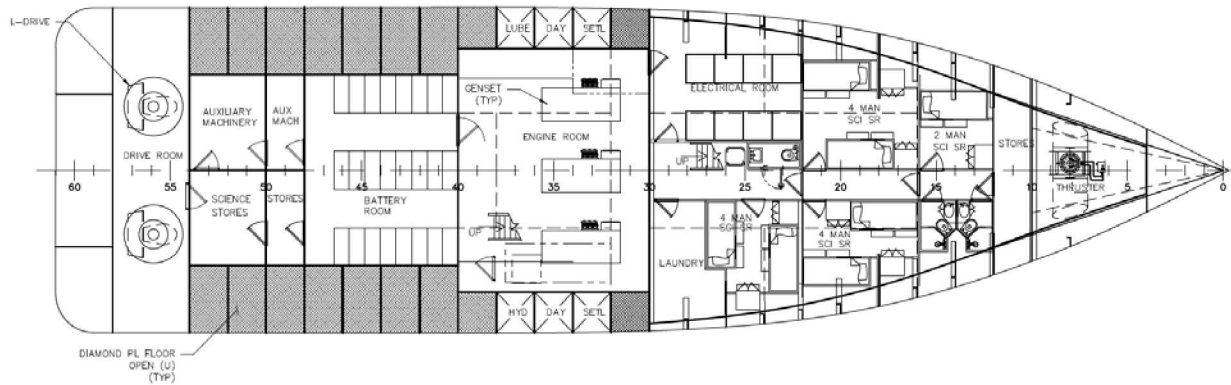 L-DRIVE
LUBE
DAY
SETL
GENSET
(TYP)
ELECTRICAL ROOM
AUXILIARY
MACHINERY
AUX
MACH
ENGINE ROOM
4 MAN
SCI SR
2 MAN
SCI SR
STORES
DRIVE ROOM
UP
THRUSTER
60
54
50
45
40
35
30
25
20
15
10
5
0
SCIENCE
STORES
STORES
BATTERY
ROOM
UP
4 MAN
SCI SR
4 MAN
SCI SR
LAUNDRY
HYD
DAY
SETL
DIAMOND PL FLOOR
OPEN (U)
(TYP)